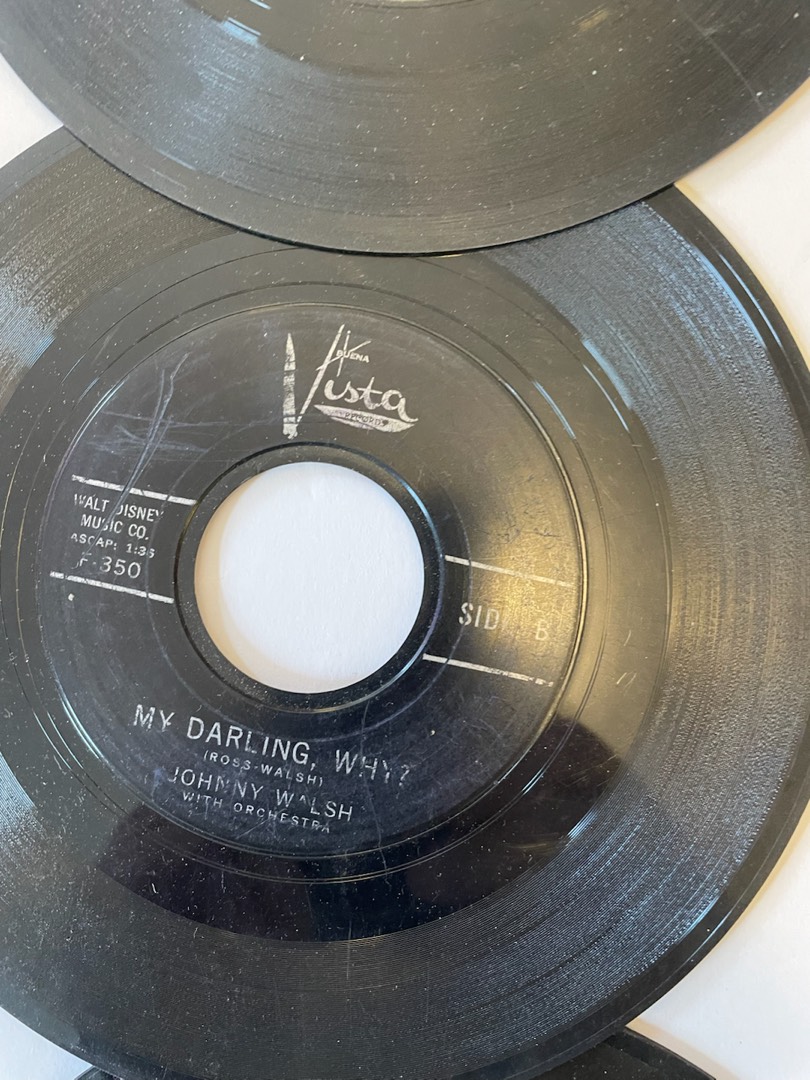 BUENA
Vista
RECORDS
WALT DISNEY
MUSIC CO.
ASCAP: 1:36
F-350
SIDE B
MY DARLING, WHY?
(ROSS-WALSH)
JOHNNY WALSH
WITH ORCHESTRA